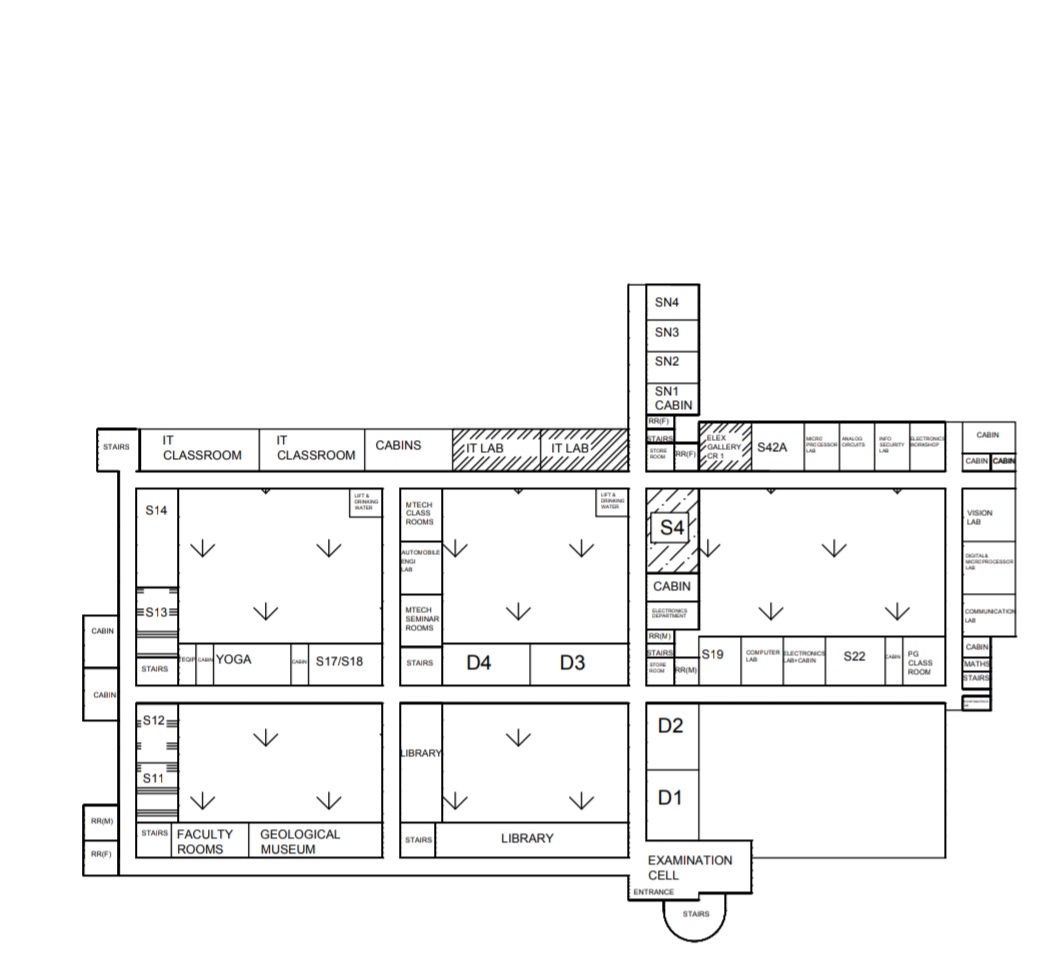 SN4
SN3
SN2
SN1
CABIN
RR(F)
STAIRS
STORE
ROOM
RR(F)
STAIRS
IT
CLASSROOM
IT
CLASSROOM
CABINS
IT LAB
IT LAB
ELEX
GALLERY
CR 1
S42A
MICRO
PROCESSOR
LAB
ANALOG
CIRCUITS
INFO
SECURITY
LAB
ELECTRONICS
WORKSHOP
CABIN
CABIN
CABIN
S14
LIFT &
DRINKING
WATER
MTECH
CLASS
ROOMS
LIFT &
DRINKING
WATER
S4
VISION
LAB
AUTOMOBILE
ENGI
LAB
DIGITAL&
MICROPROCESSOR
LAB
CABIN
S13
MTECH
SEMINAR
ROOMS
ELECTRONICS
DEPARTMENT
COMMUNICATION
LAB
CABIN
RR(M)
STAIRS
STORE
ROOM
RR(M)
STAIRS
TEQIP
CABIN
YOGA
CABIN
S17/S18
STAIRS
D4
D3
S19
COMPUTER
LAB
ELECTRONICS
LAB+CABIN
S22
CABIN
PG
CLASS
ROOM
CABIN
MATHS
STAIRS
CABIN
S12
D2
LIBRARY
S11
D1
RR(M)
STAIRS
FACULTY
ROOMS
GEOLOGICAL
MUSEUM
STAIRS
LIBRARY
RR(F)
EXAMINATION
CELL
ENTRANCE
STAIRS